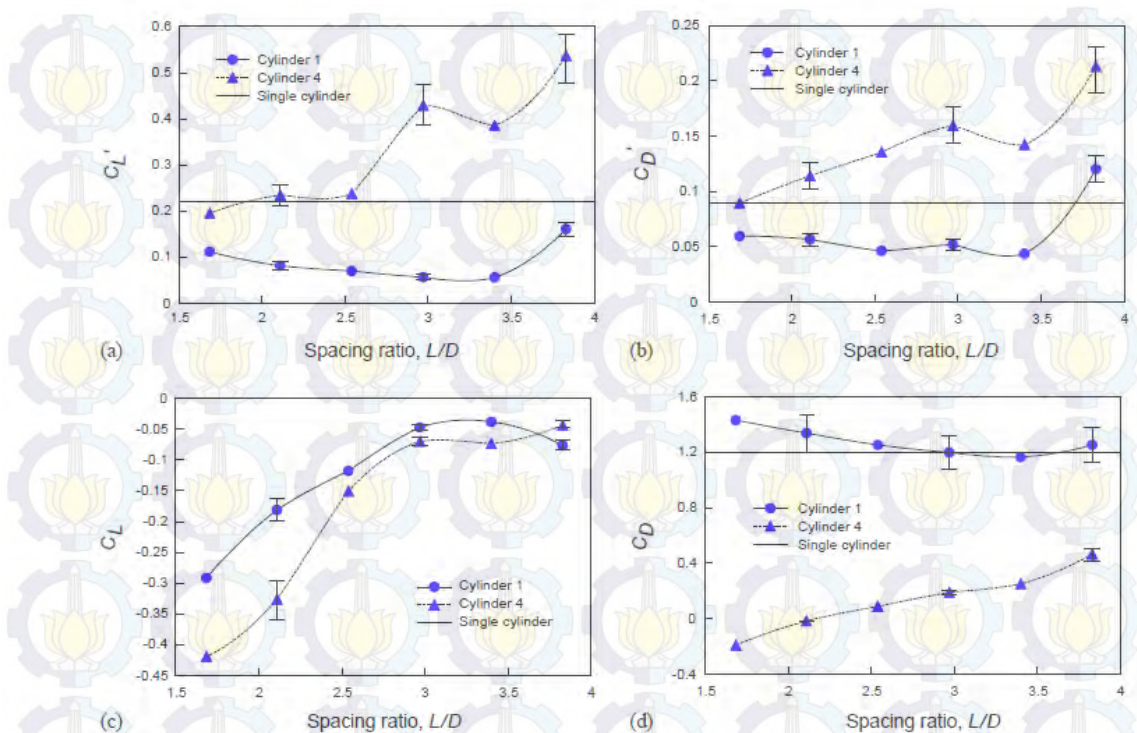 0.6
0.5
0.4
0.3
0.2
0.1
0
C_L'
Cylinder 1
Cylinder 4
Single cylinder
1.5 2 2.5 3 3.5 4
(a) Spacing ratio, L/D
0.25
0.2
0.15
0.1
0.05
0
C_D'
Cylinder 1
Cylinder 4
Single cylinder
1.5 2 2.5 3 3.5 4
(b) Spacing ratio, L/D
0
-0.05
-0.1
-0.15
-0.2
-0.25
-0.3
-0.35
-0.4
-0.45
C_L
Cylinder 1
Cylinder 4
Single cylinder
1.5 2 2.5 3 3.5 4
(c) Spacing ratio, L/D
1.6
1.2
0.8
0.4
0
-0.4
C_D
Cylinder 1
Cylinder 4
Single cylinder
1.5 2 2.5 3 3.5 4
(d) Spacing ratio, L/D